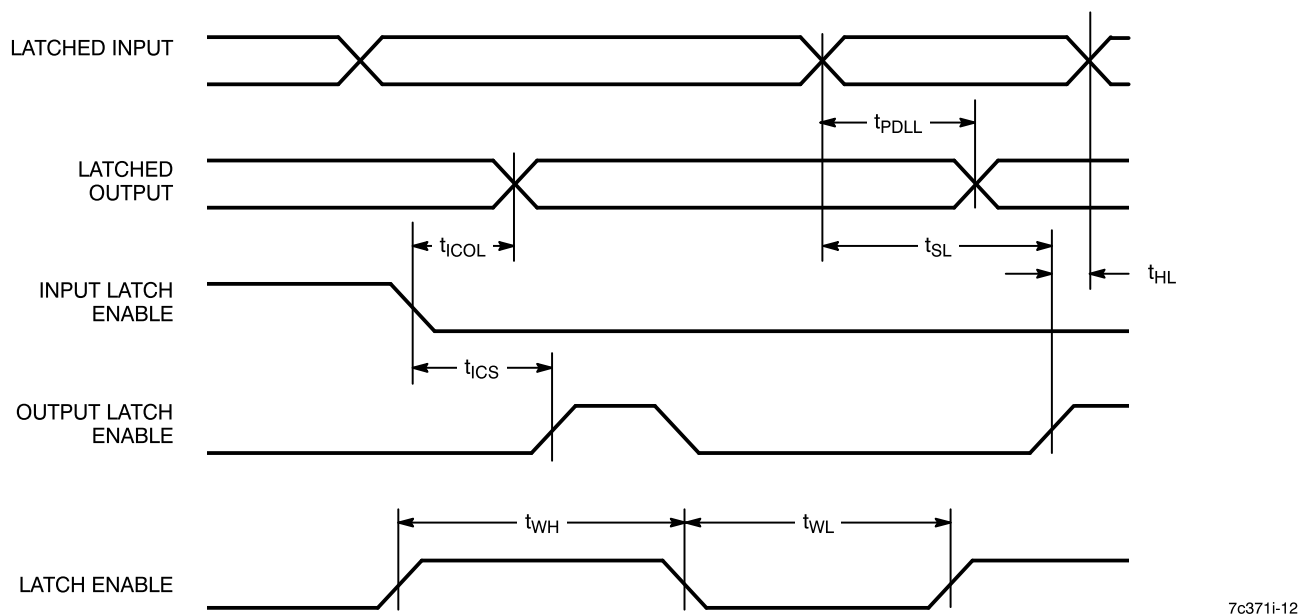 LATCHED INPUT
tPDLL
LATCHED
OUTPUT
tICOL
tSL
tHL
INPUT LATCH
ENABLE
tICS
OUTPUT LATCH
ENABLE
tWH
tWL
LATCH ENABLE
7c371i-12